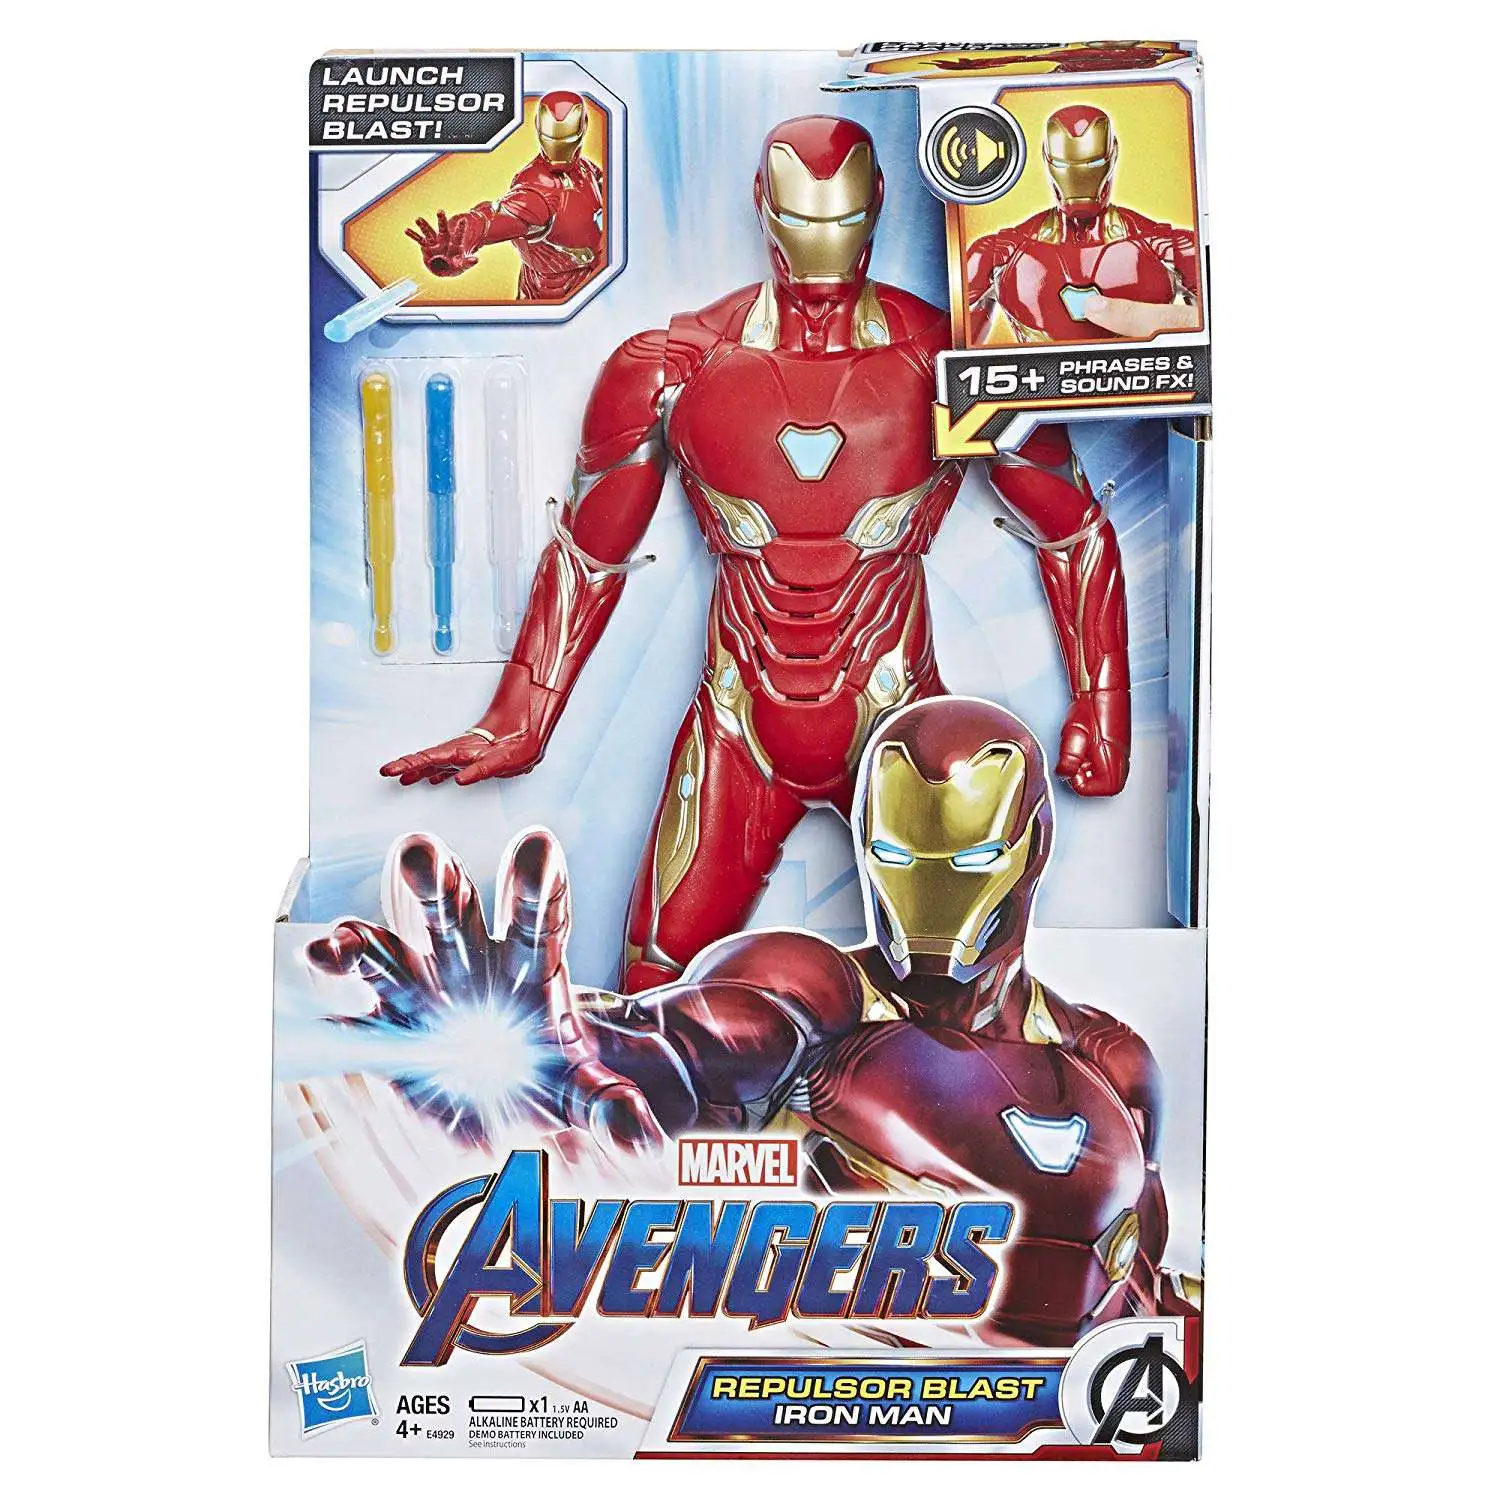 LAUNCH
REPULSOR
BLAST!
15+ PHRASES &
SOUND FX!
MARVEL
AVENGERS
Hasbro
®
AGES
4+
E4929
x1 1.5V AA
ALKALINE BATTERY REQUIRED
DEMO BATTERY INCLUDED
See instructions
REPULSOR BLAST
IRON MAN